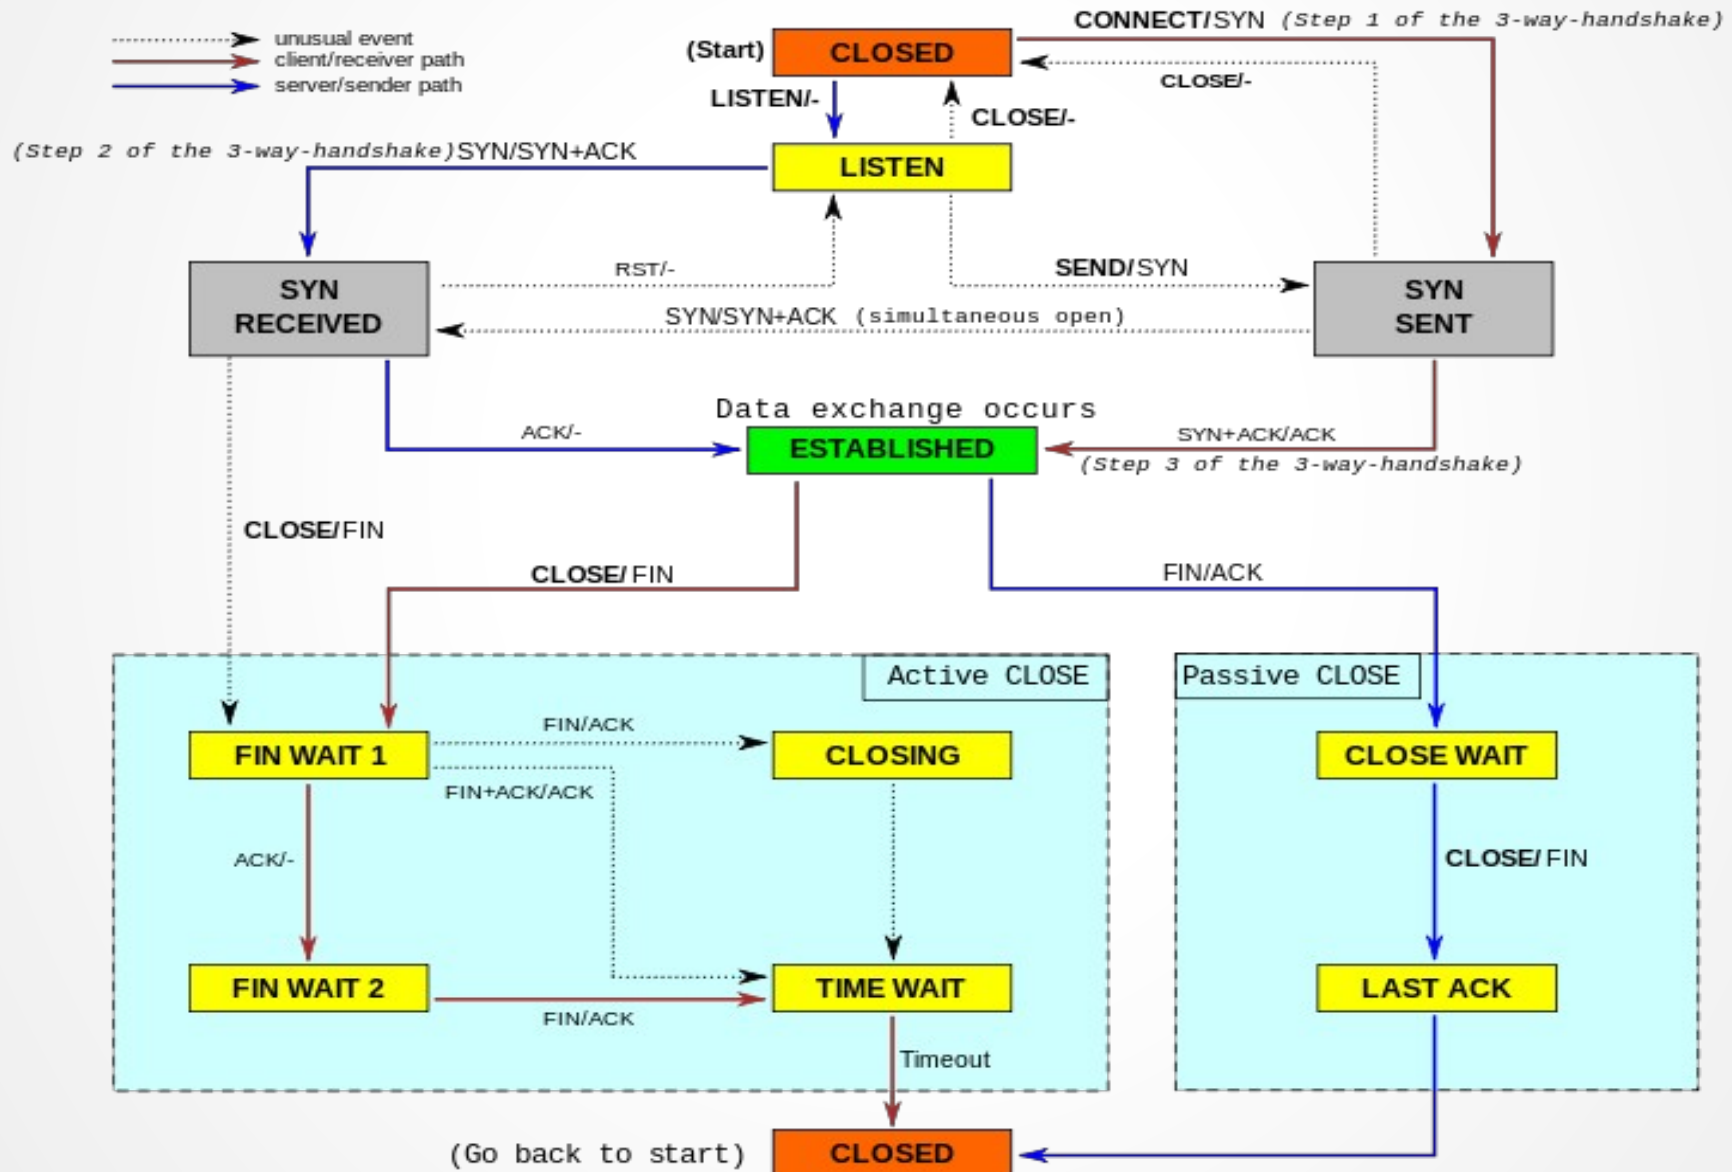 CONNECT/SYN (Step 1 of the 3-way-handshake)
unusual event
client/receiver path
server/sender path
(Start)
CLOSED
CLOSE/-
LISTEN/-
CLOSE/-
(Step 2 of the 3-way-handshake)SYN/SYN+ACK
LISTEN
SYN
RECEIVED
RST/-
SEND/SYN
SYN
SENT
SYN/SYN+ACK (simultaneous open)
Data exchange occurs
ACK/-
ESTABLISHED
SYN+ACK/ACK
(Step 3 of the 3-way-handshake)
CLOSE/FIN
CLOSE/ FIN
FIN/ACK
Active CLOSE
Passive CLOSE
FIN WAIT 1
FIN/ACK
CLOSING
CLOSE WAIT
FIN+ACK/ACK
ACK/-
CLOSE/ FIN
FIN WAIT 2
TIME WAIT
LAST ACK
FIN/ACK
Timeout
(Go back to start)
CLOSED